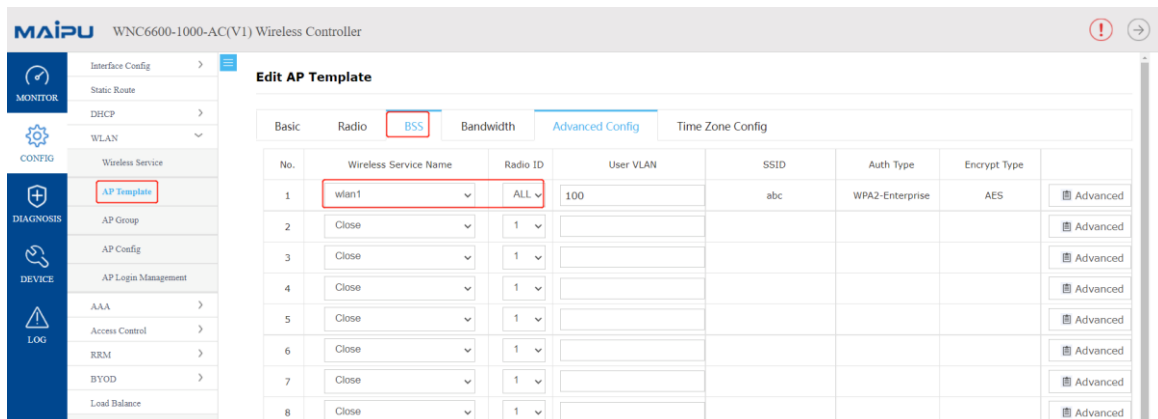 MAIPU WNC6600-1000-AC(V1) Wireless Controller
MONITOR
CONFIG
DIAGNOSIS
DEVICE
LOG
Interface Config
Static Route
DHCP
WLAN
Wireless Service
AP Template
AP Group
AP Config
AP Login Management
AAA
Access Control
RRM
BYOD
Load Balance
Edit AP Template
Basic Radio BSS Bandwidth Advanced Config Time Zone Config
No. Wireless Service Name Radio ID User VLAN SSID Auth Type Encrypt Type
1 wlan1 ALL 100 abc WPA2-Enterprise AES Advanced
2 Close 1 Advanced
3 Close 1 Advanced
4 Close 1 Advanced
5 Close 1 Advanced
6 Close 1 Advanced
7 Close 1 Advanced
8 Close 1 Advanced